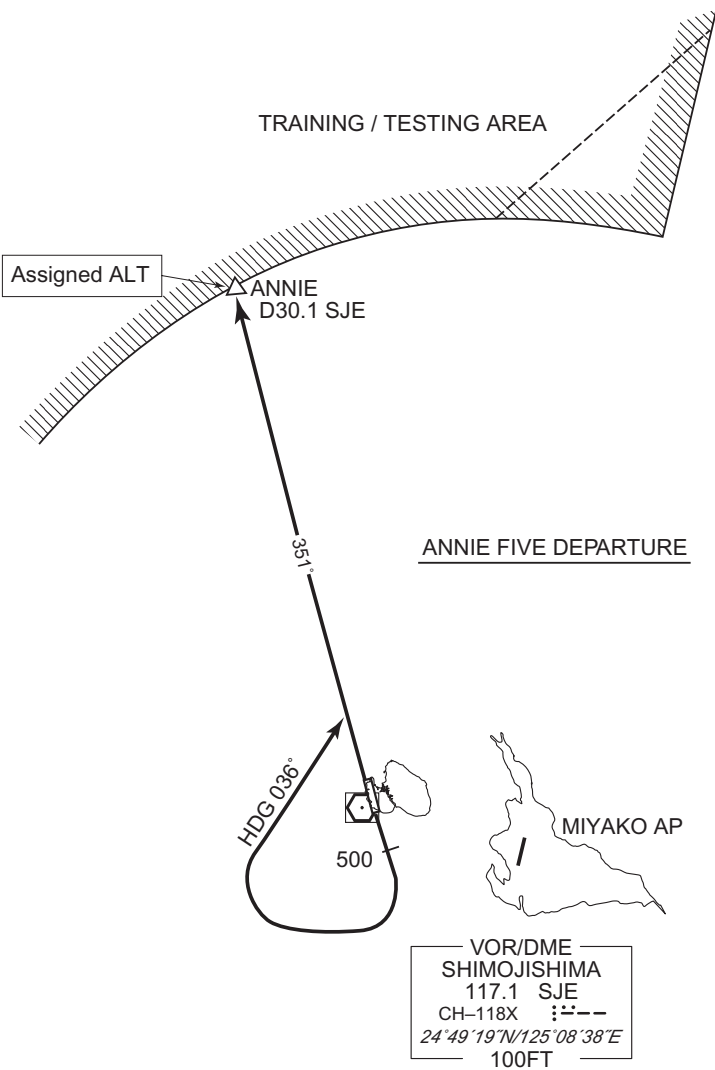 TRAINING / TESTING AREA
Assigned ALT
ANNIE
D30.1 SJE
351°
ANNIE FIVE DEPARTURE
HDG 036°
MIYAKO AP
500
VOR/DME
SHIMOJISHIMA
117.1 SJE
CH–118X
24°49´19˝N/125°08´38˝E
100FT